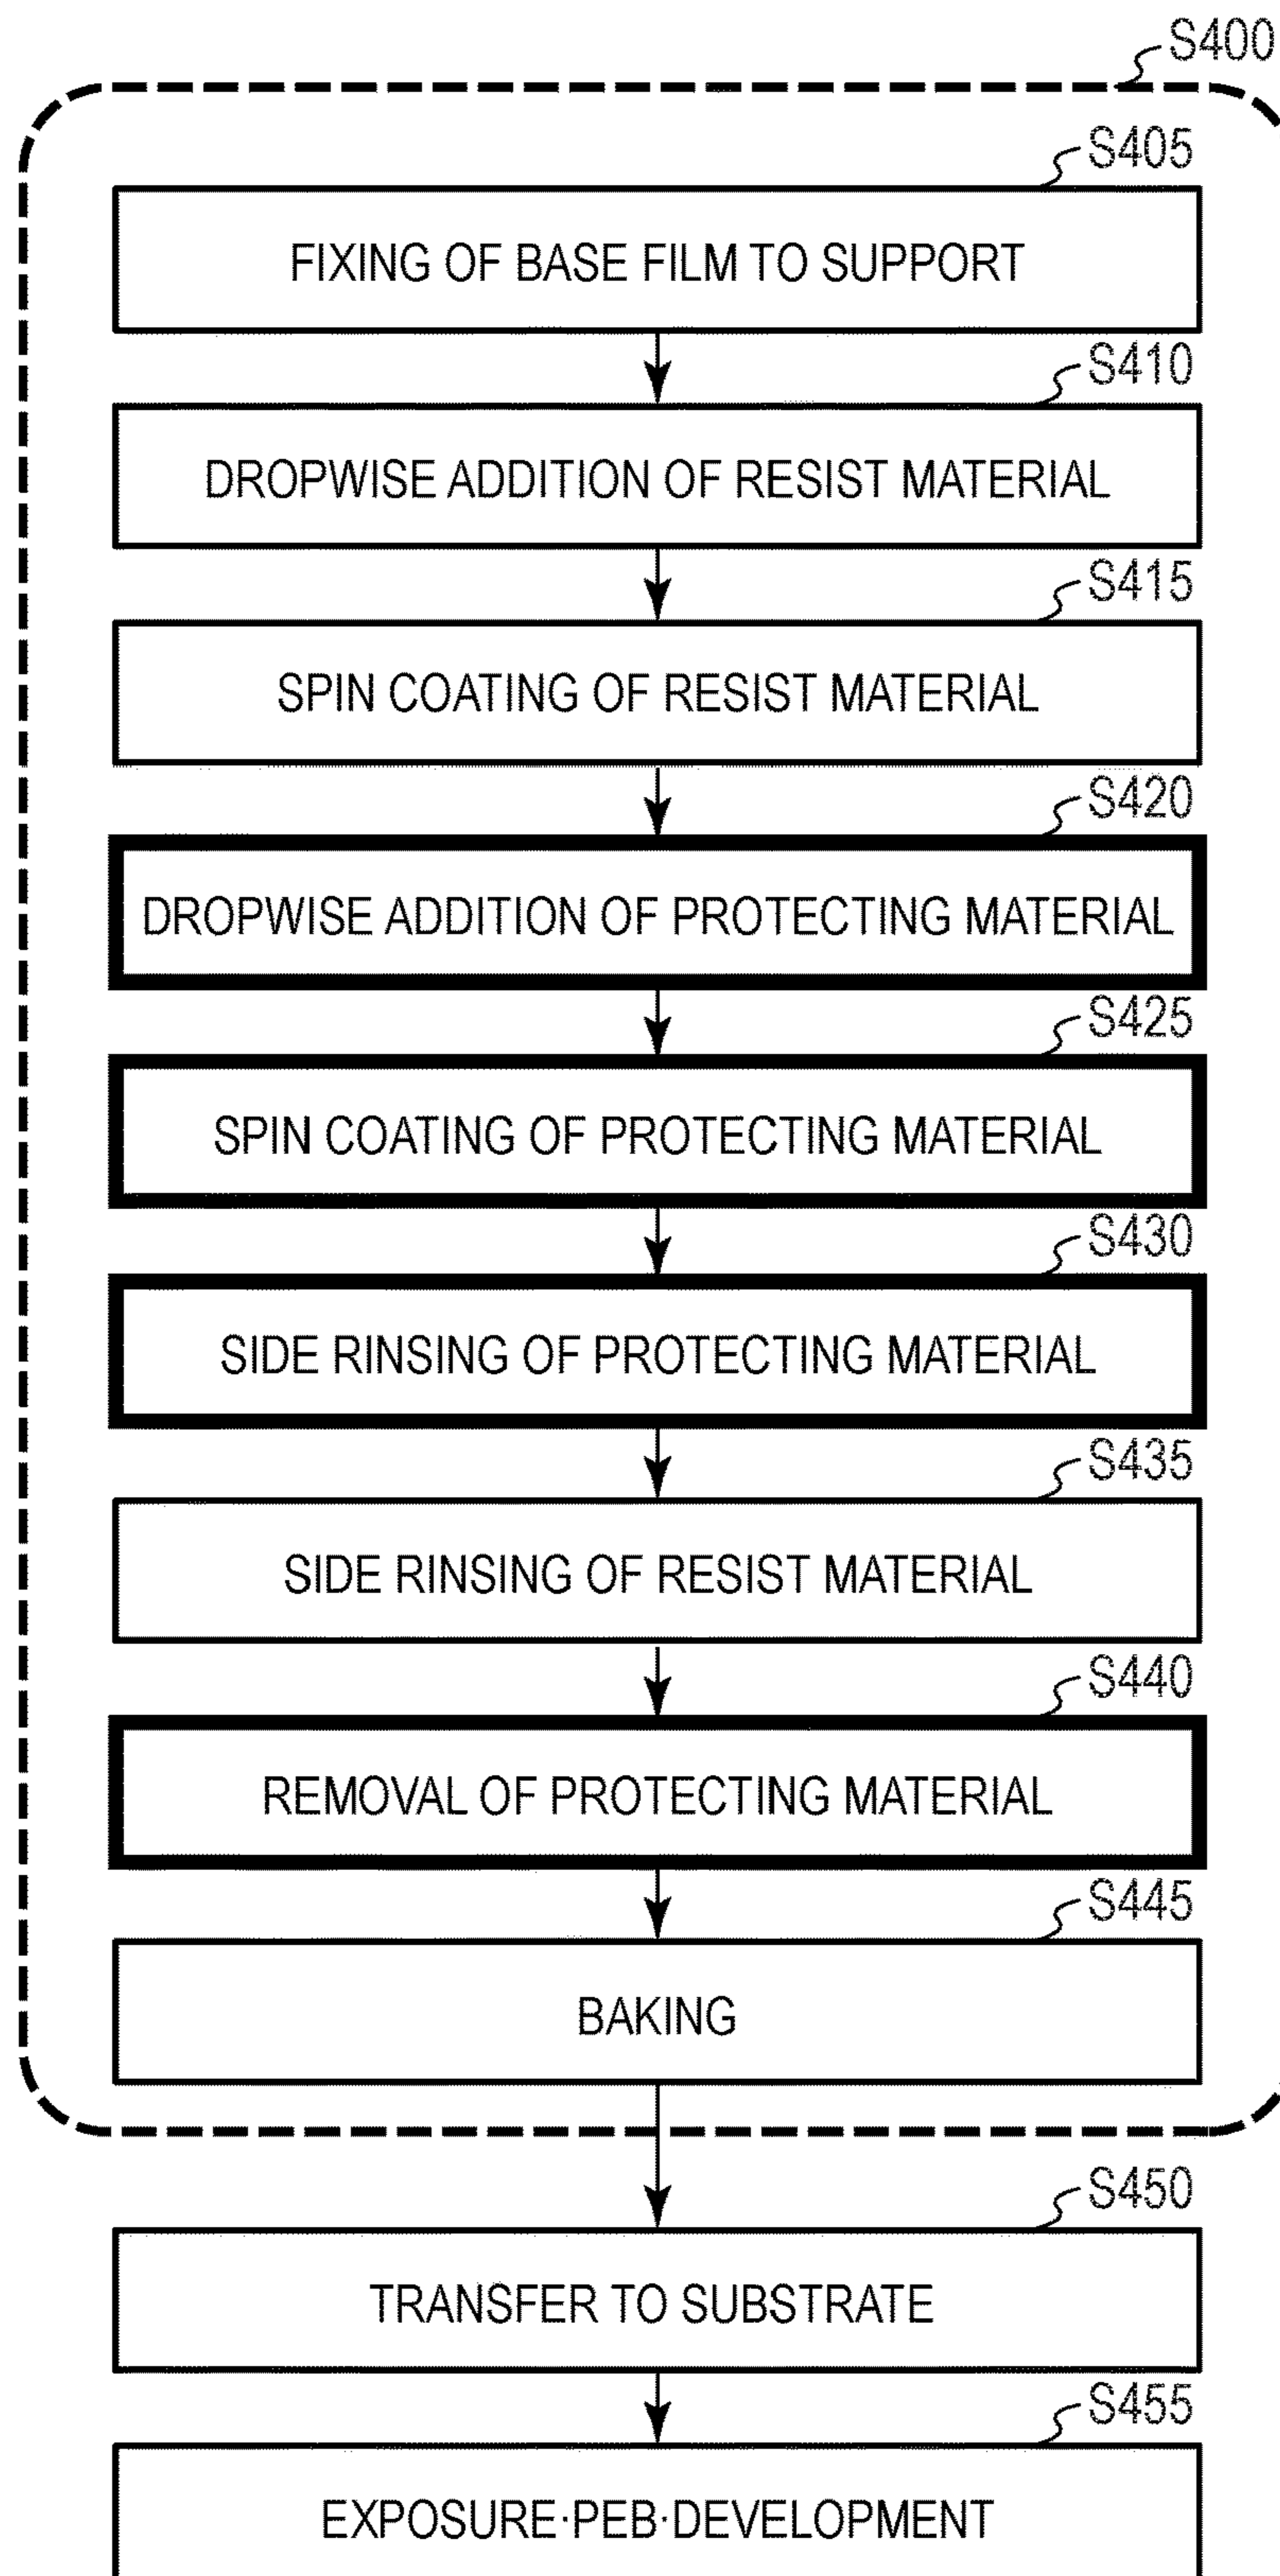 S400
S405
FIXING OF BASE FILM TO SUPPORT
S410
DROPWISE ADDITION OF RESIST MATERIAL
S415
SPIN COATING OF RESIST MATERIAL
S420
DROPWISE ADDITION OF PROTECTING MATERIAL
S425
SPIN COATING OF PROTECTING MATERIAL
S430
SIDE RINSING OF PROTECTING MATERIAL
S435
SIDE RINSING OF RESIST MATERIAL
S440
REMOVAL OF PROTECTING MATERIAL
S445
BAKING
S450
TRANSFER TO SUBSTRATE
S455
EXPOSURE·PEB·DEVELOPMENT